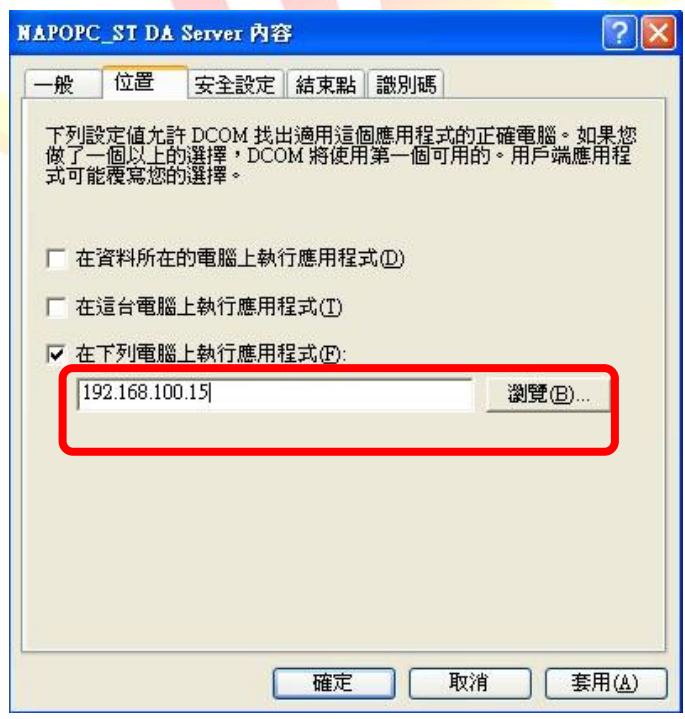 NAPOPC_ST DA Server 內容
一般 位置 安全設定 結束點 識別碼
下列設定值允許 DCOM 找出適用這個應用程式的正確電腦。如果您
做了一個以上的選擇，DCOM 將使用第一個可用的。用戶端應用程
式可能覆寫您的選擇。
在資料所在的電腦上執行應用程式(D)
在這台電腦上執行應用程式(T)
在下列電腦上執行應用程式(F):
192.168.100.15 瀏覽(B)...
確定 取消 套用(A)